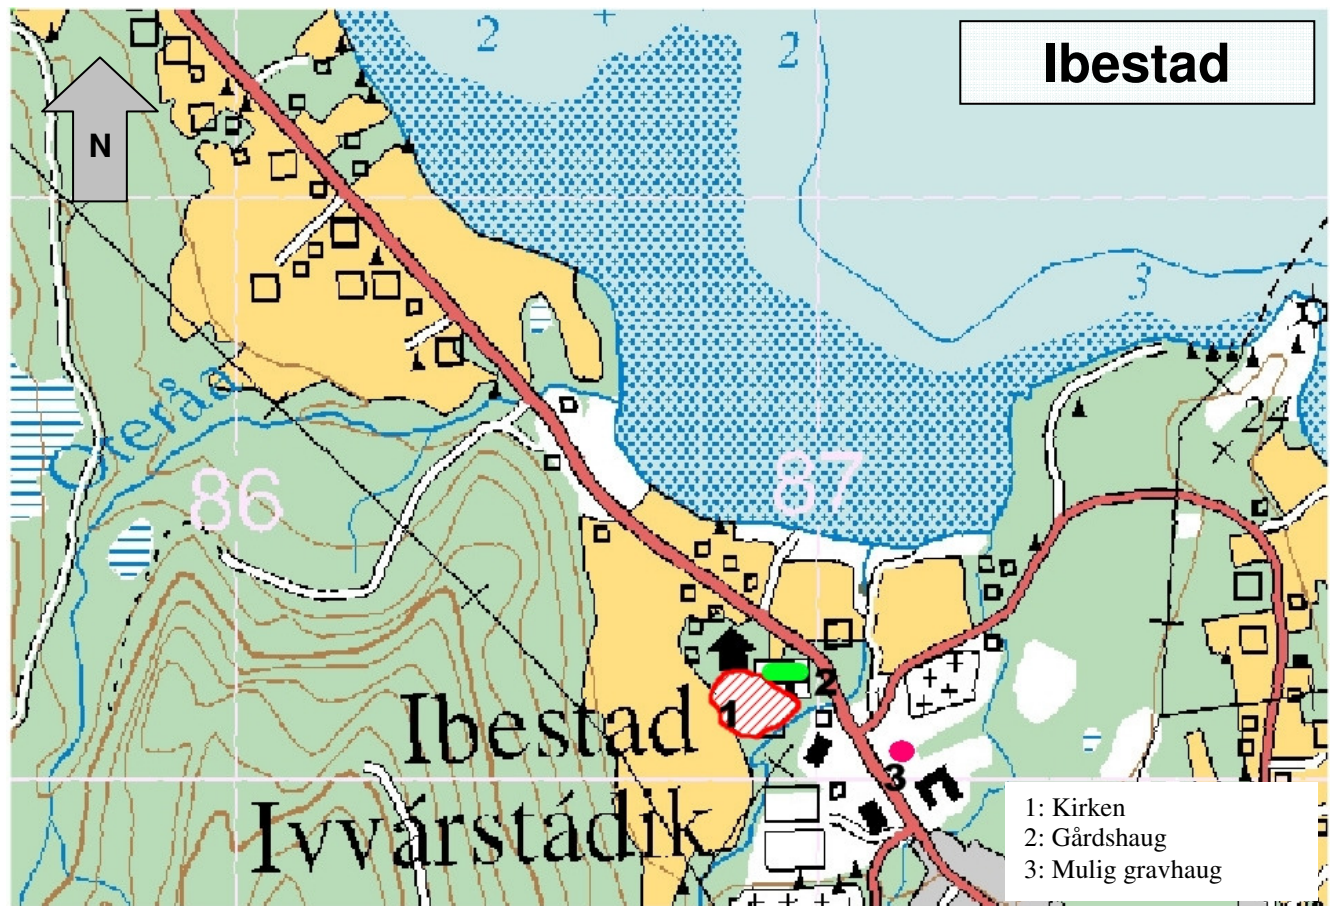 Ibestad
N
2
2
3
Storåa
24
86
87
1
2
3
Ibestad
Ivvárstádik
1: Kirken
2: Gårdshaug
3: Mulig gravhaug